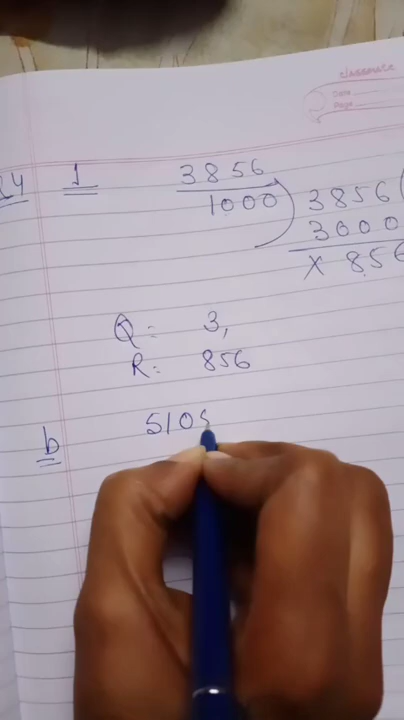 classmate
Date
Page
24 1 3856
1000 ) 3856 (
3000
x 856
Q = 3,
R = 856
b 5105